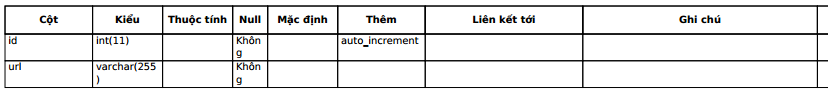 Cột Kiểu Thuộc tính Null Mặc định Thêm Liên kết tới Ghi chú
id int(11) Khôn auto_increment
g
url varchar(255 Khôn
) g